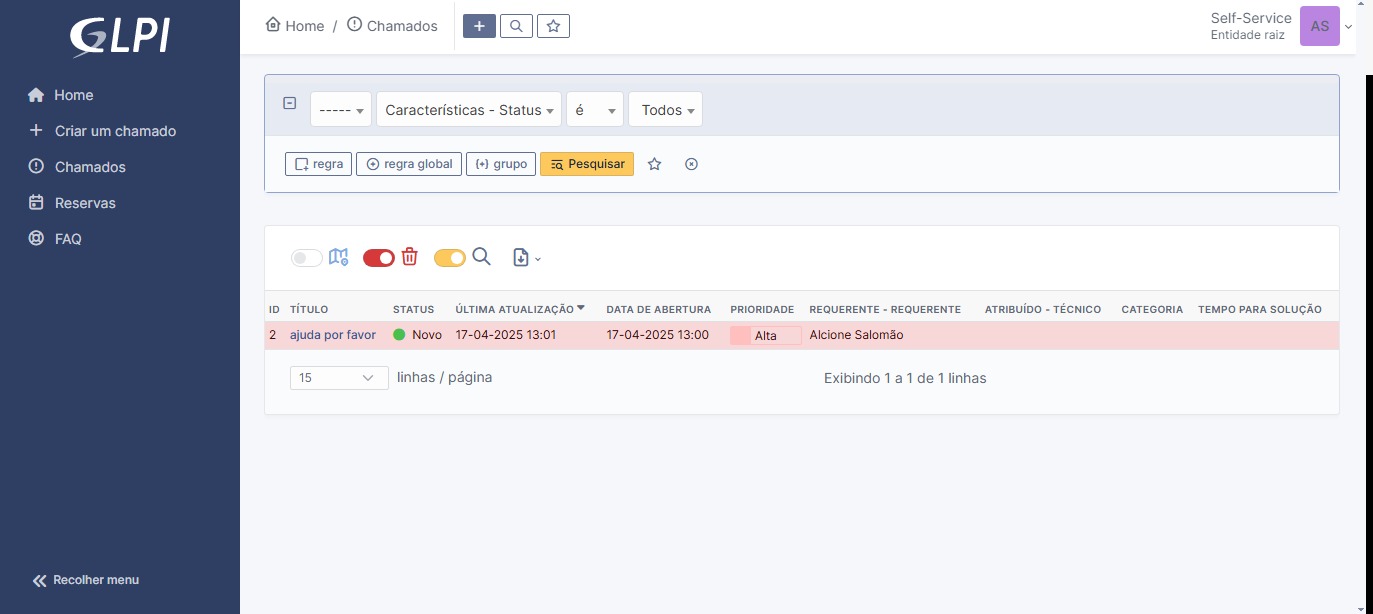 GLPI
Home
Criar um chamado
Chamados
Reservas
FAQ
Recolher menu
Home / Chamados
Self-Service
Entidade raiz
AS
----- Características - Status é Todos
regra regra global grupo Pesquisar
ID TÍTULO STATUS ÚLTIMA ATUALIZAÇÃO DATA DE ABERTURA PRIORIDADE REQUERENTE - REQUERENTE ATRIBUÍDO - TÉCNICO CATEGORIA TEMPO PARA SOLUÇÃO
2 ajuda por favor Novo 17-04-2025 13:01 17-04-2025 13:00 Alta Alcione Salomão
15 linhas / página Exibindo 1 a 1 de 1 linhas